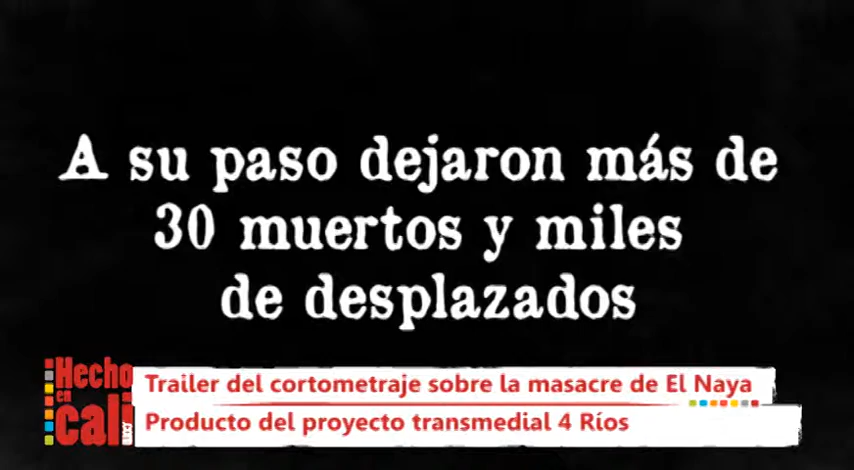 A su paso dejaron más de
30 muertos y miles
de desplazados
Hecho
en
cali
Trailer del cortometraje sobre la masacre de El Naya
Producto del proyecto transmedial 4 Ríos